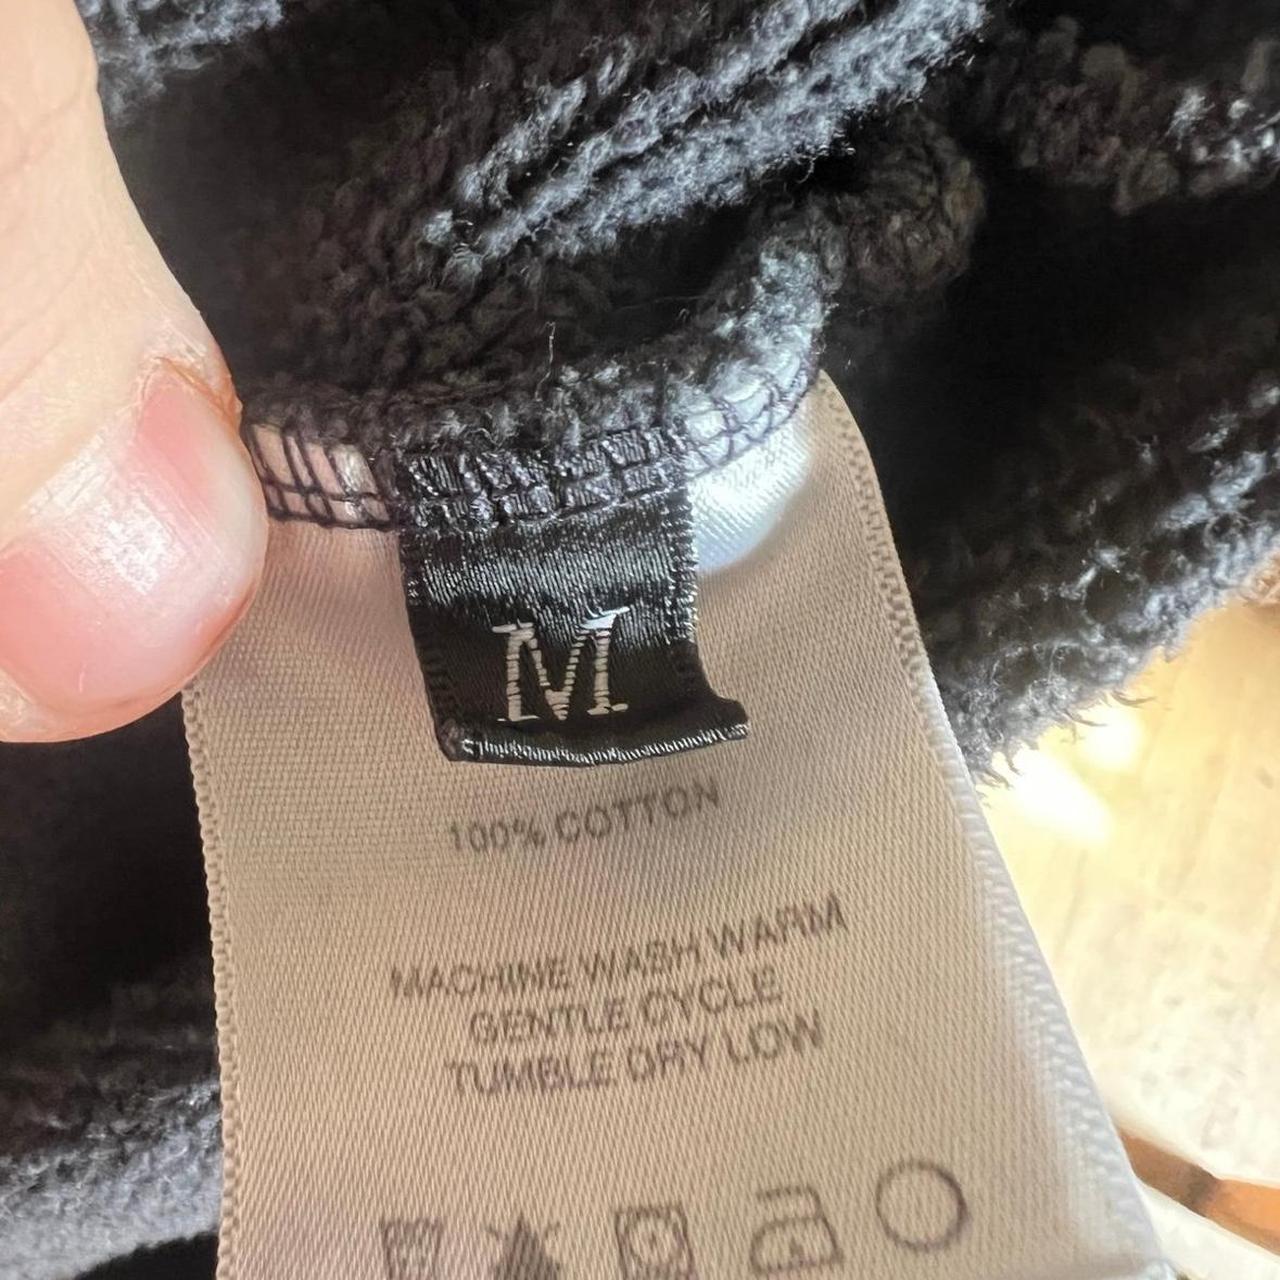 M
100% COTTON
MACHINE WASH WARM
GENTLE CYCLE
TUMBLE DRY LOW